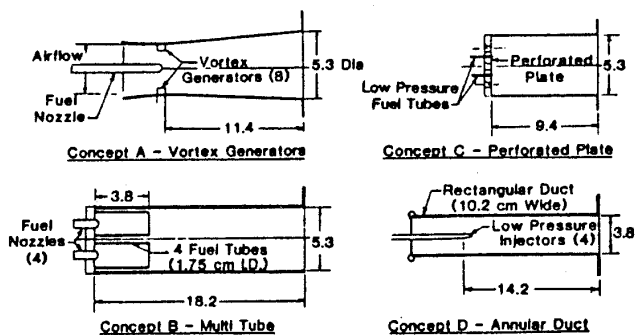 Airflow
Fuel
Nozzle
Vortex
Generators (8)
5.3 Dia
11.4
Concept A - Vortex Generators
Perforated
Plate
Low Pressure
Fuel Tubes
5.3
9.4
Concept C - Perforated Plate
3.8
Fuel
Nozzles
(4)
4 Fuel Tubes
(1.75 cm I.D.)
5.3
18.2
Concept B - Multi Tube
Rectangular Duct
(10.2 cm Wide)
Low Pressure
Injectors (4)
3.8
14.2
Concept D - Annular Duct